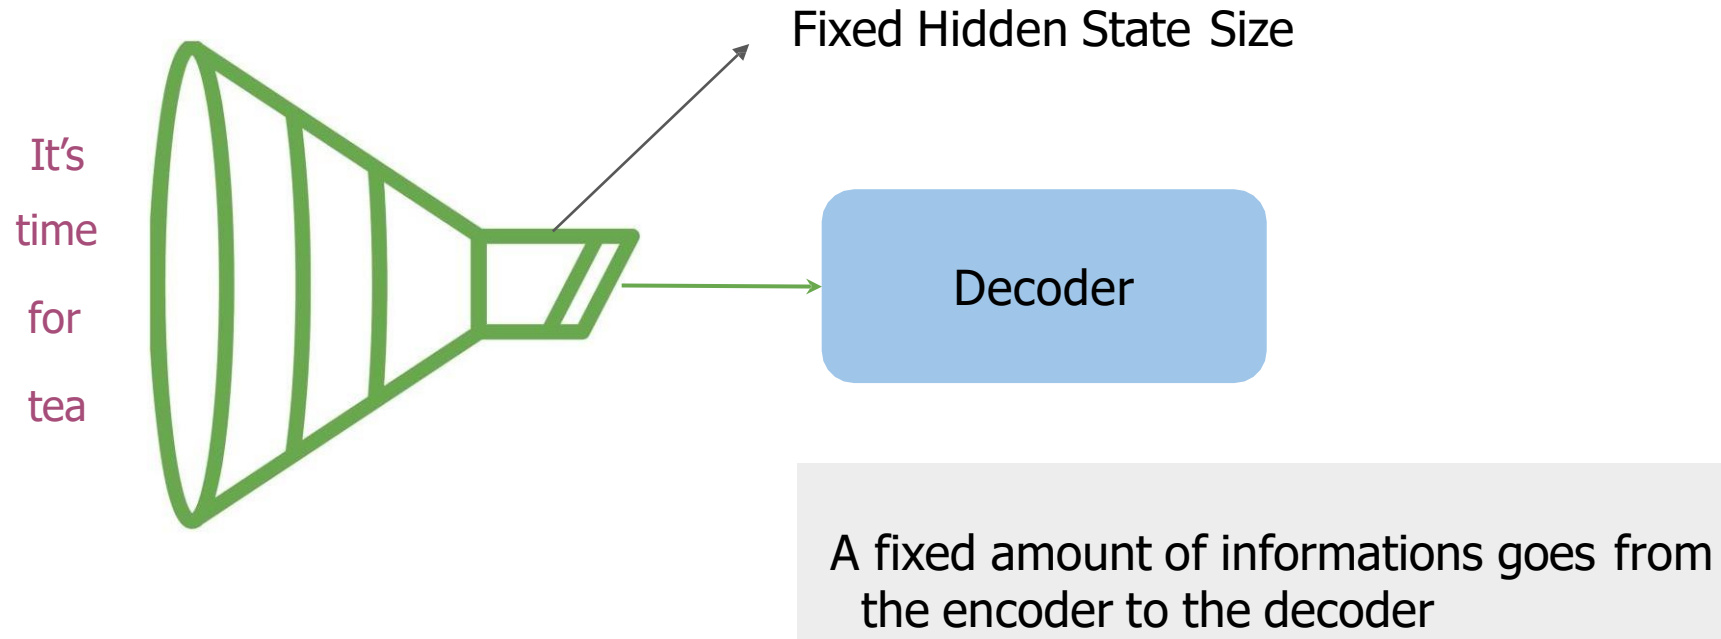 Fixed Hidden State Size
It’s
time
for
tea
Decoder
A fixed amount of informations goes from
the encoder to the decoder